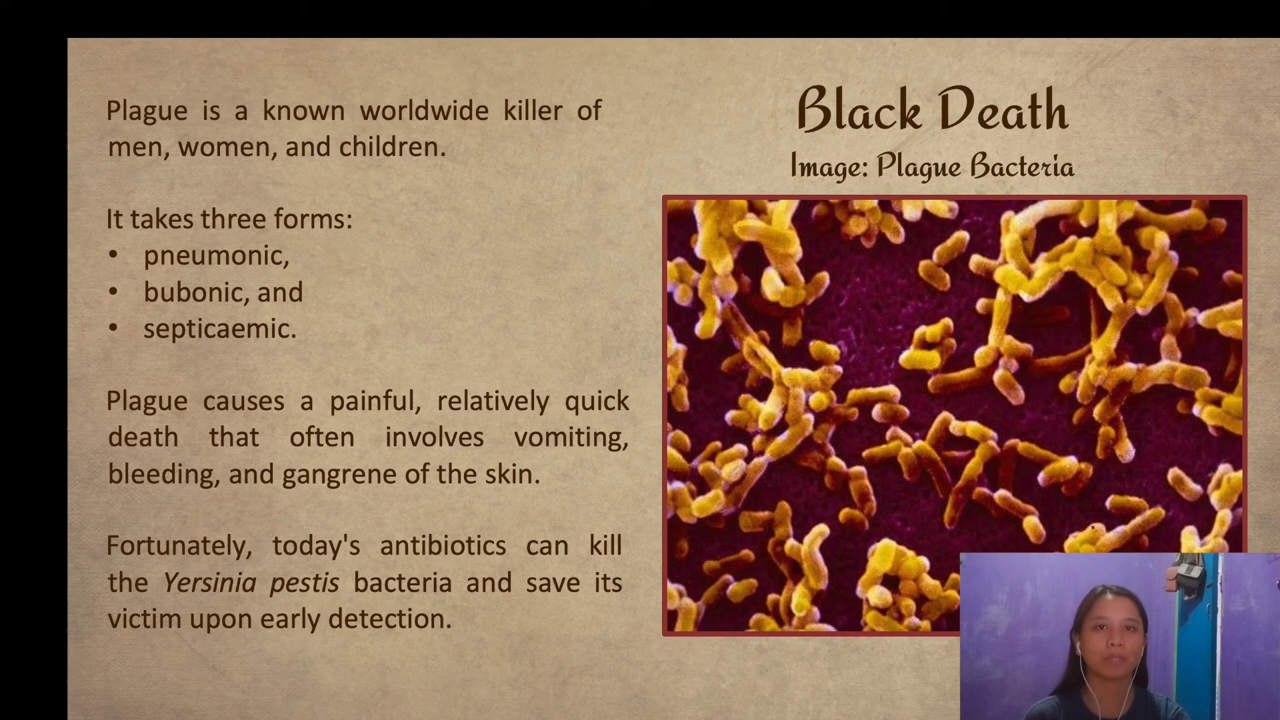 Plague is a known worldwide killer of
men, women, and children.
It takes three forms:
• pneumonic,
• bubonic, and
• septicaemic.
Plague causes a painful, relatively quick
death that often involves vomiting,
bleeding, and gangrene of the skin.
Fortunately, today's antibiotics can kill
the Yersinia pestis bacteria and save its
victim upon early detection.
Black Death
Image: Plague Bacteria